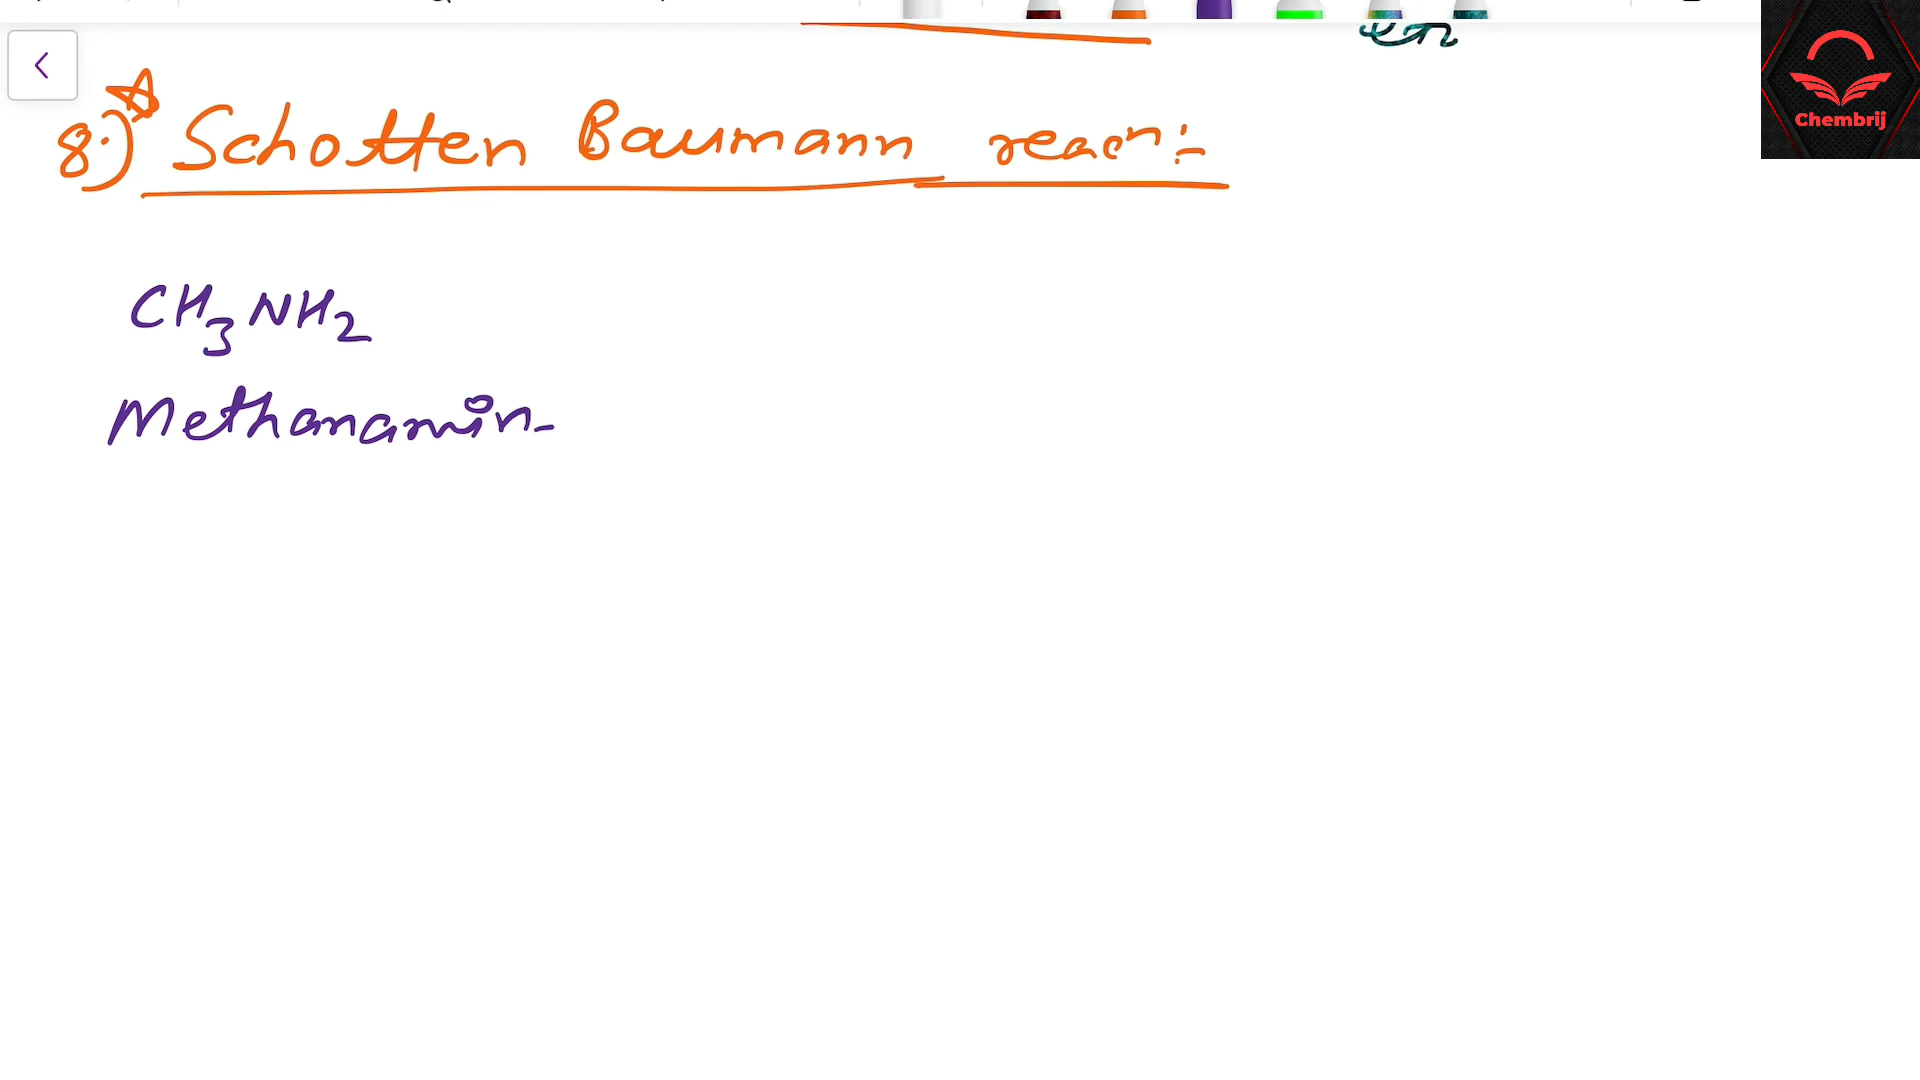 8.) Schotten Baumann reacn:-
CH3NH2
Methanamin-
Chembrij